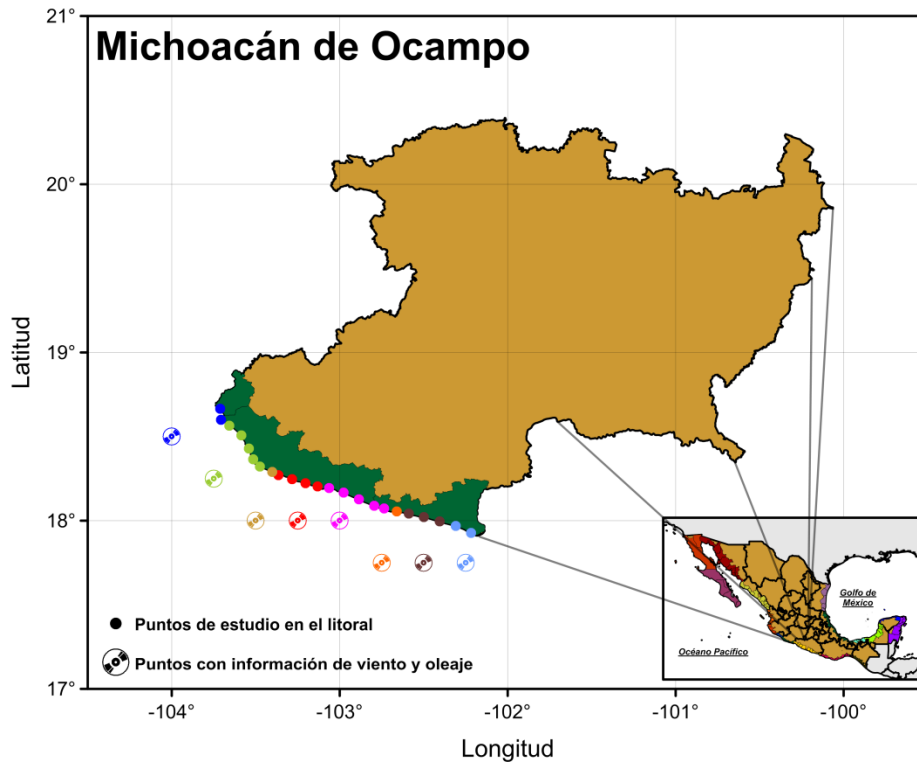 Michoacán de Ocampo
21°
20°
19°
18°
17°
Latitud
Puntos de estudio en el litoral
Puntos con información de viento y oleaje
Golfo de
México
Océano Pacífico
-104°
-103°
-102°
-101°
-100°
Longitud